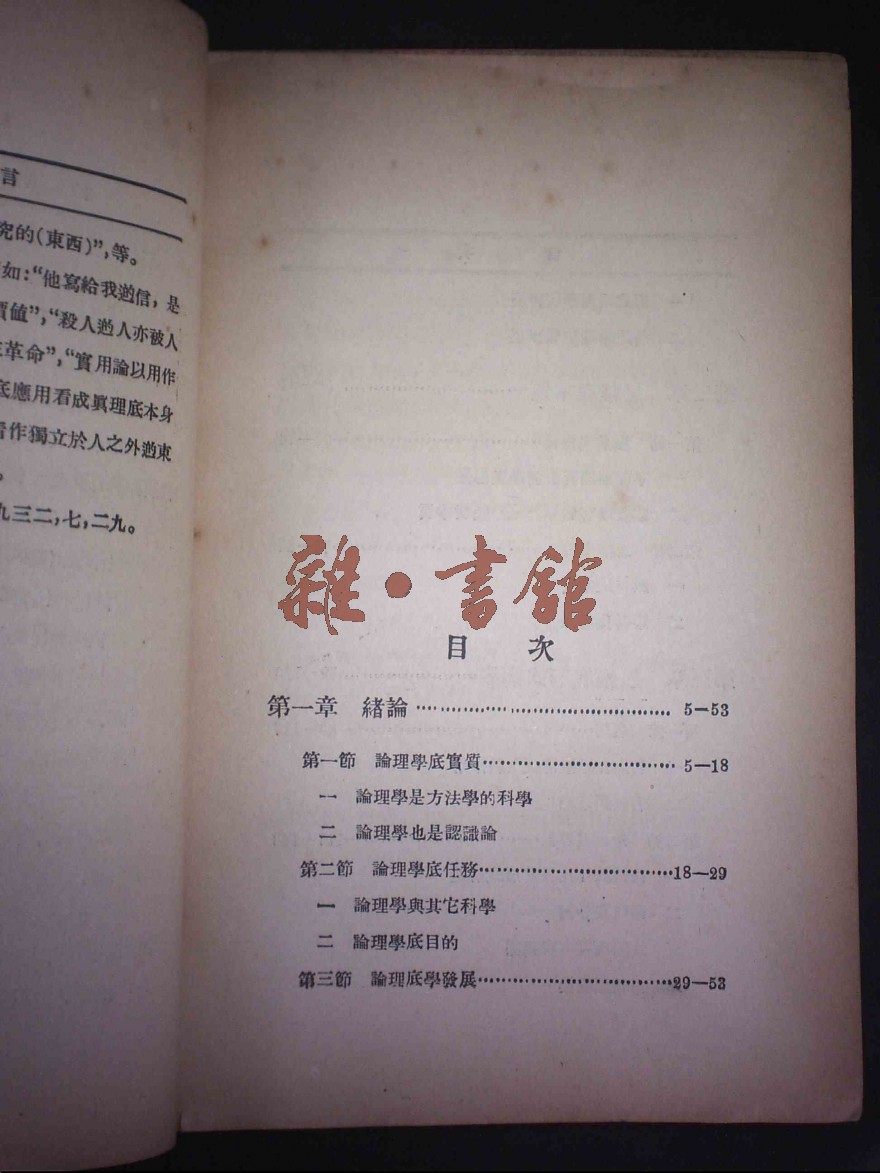 言
究的(東西)”,等。
如:“他寫給我逎信,是
價值”,“殺人逎人亦被人
革命”,“實用論以用作
底應用看成眞理底本身
看作獨立於人之外逎東
九三二,七,二九。
雜·書館
目 次
第一章 緒論 5—53
第一節 論理學底實質 5—18
一 論理學是方法學的科學
二 論理學也是認識論
第二節 論理學底任務 18—29
一 論理學與其它科學
二 論理學底目的
第三節 論理底學發展 29—53